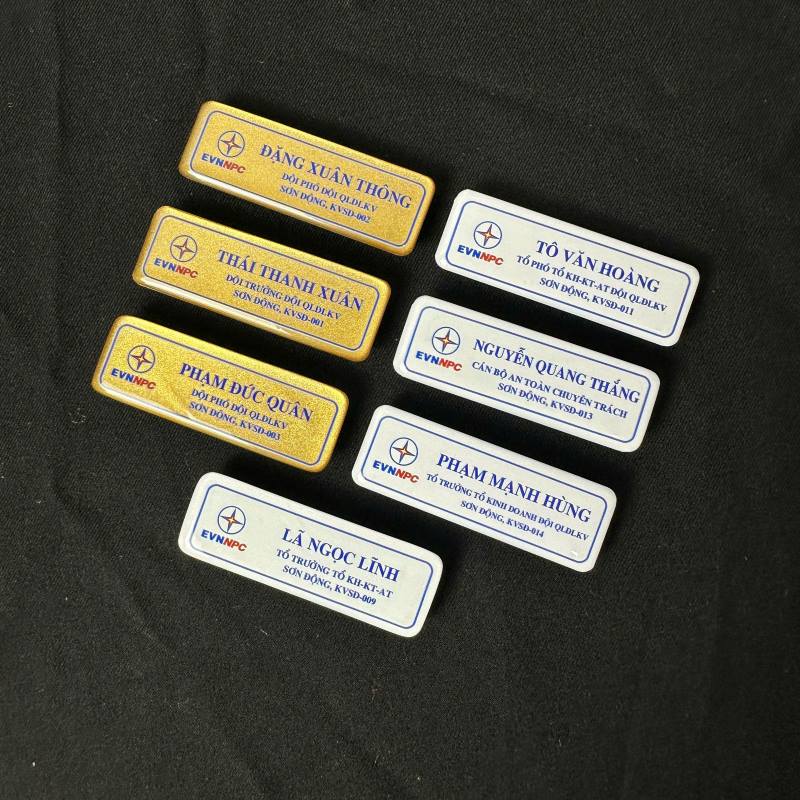 EVNNPC
ĐẶNG XUÂN THÔNG
ĐỘI PHÓ ĐỘI QLDLKV
SƠN ĐỘNG, KVSD-002
EVNNPC
THÁI THANH XUÂN
ĐỘI TRƯỞNG ĐỘI QLDLKV
SƠN ĐỘNG, KVSD-001
EVNNPC
PHẠM ĐỨC QUÂN
ĐỘI PHÓ ĐỘI QLDLKV
SƠN ĐỘNG, KVSD-003
EVNNPC
LÃ NGỌC LĨNH
TỔ TRƯỞNG TỔ KH-KT-AT
SƠN ĐỘNG, KVSD-009
EVNNPC
TÔ VĂN HOÀNG
TỔ PHÓ TỔ KH-KT-AT ĐỘI QLDLKV
SƠN ĐỘNG, KVSD-011
EVNNPC
NGUYỄN QUANG THẮNG
CÁN BỘ AN TOÀN CHUYÊN TRÁCH
SƠN ĐỘNG, KVSD-013
EVNNPC
PHẠM MẠNH HÙNG
TỔ TRƯỞNG TỔ KINH DOANH ĐỘI QLDLKV
SƠN ĐỘNG, KVSD-014